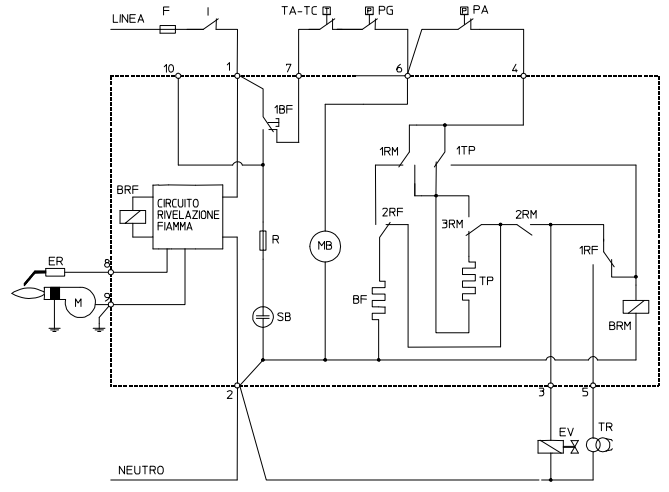 LINEA
F
I
TA-TC
T
P
PG
P
PA
10
1
7
6
4
1BF
1RM
1TP
BRF
CIRCUITO
RIVELAZIONE
FIAMMA
2RF
3RM
2RM
R
MB
1RF
ER
8
TP
BF
9
M
SB
BRM
2
3
5
EV
TR
NEUTRO